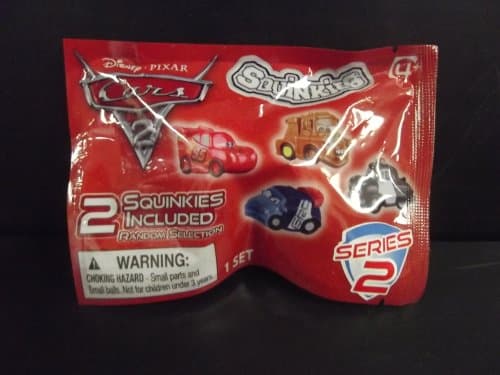 Disney · PIXAR
Cars
2
Squinkies
4+
2 SQUINKIES
INCLUDED
RANDOM SELECTION
1 SET
SERIES
2
WARNING:
CHOKING HAZARD - Small parts and
Small balls. Not for children under 3 years.